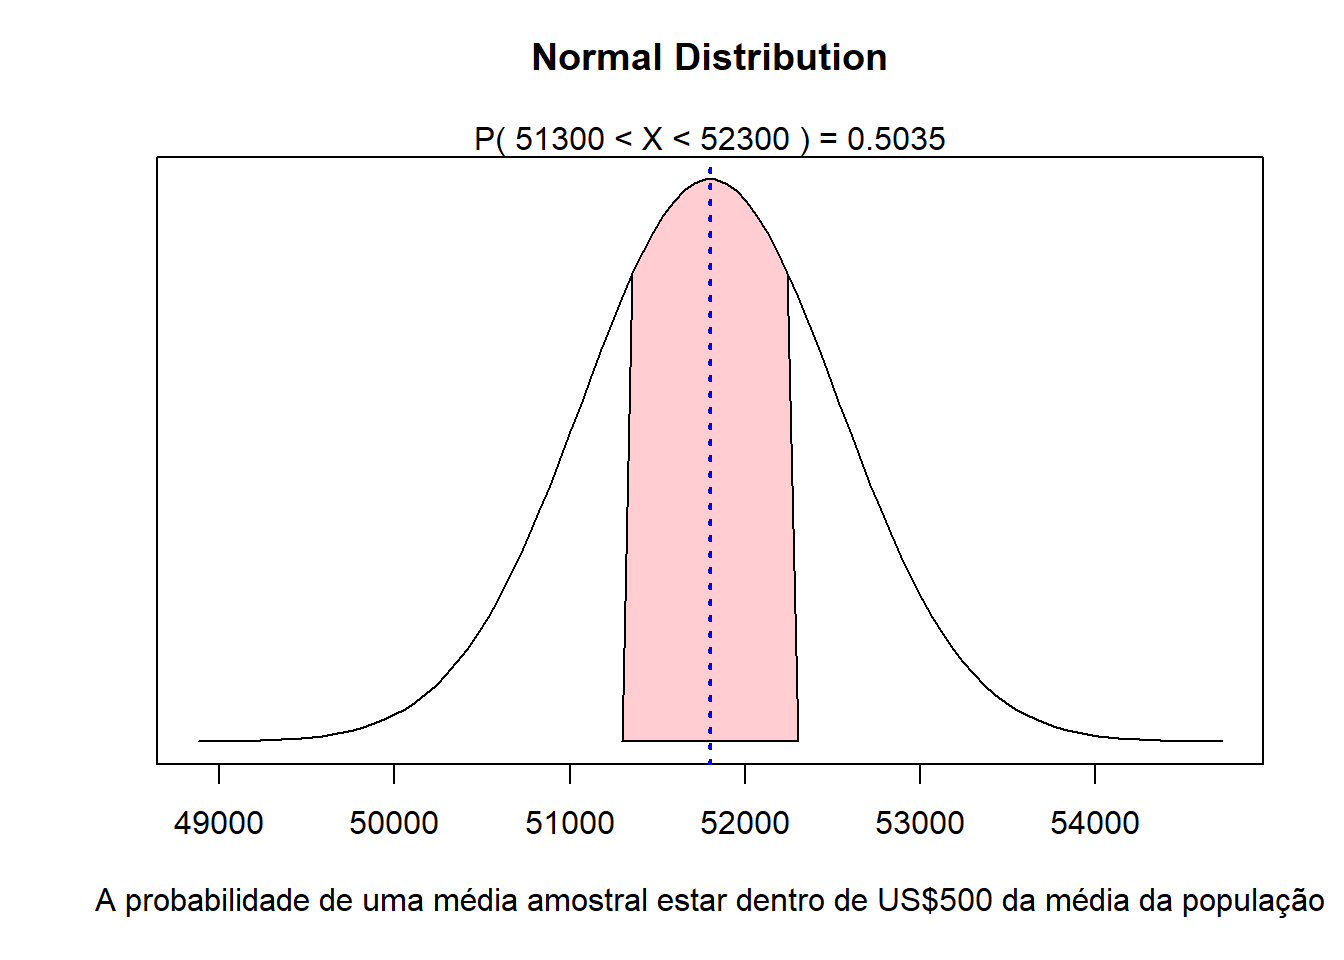 Normal Distribution
P( 51300 < X < 52300 ) = 0.5035
49000 50000 51000 52000 53000 54000
A probabilidade de uma média amostral estar dentro de US$500 da média da população